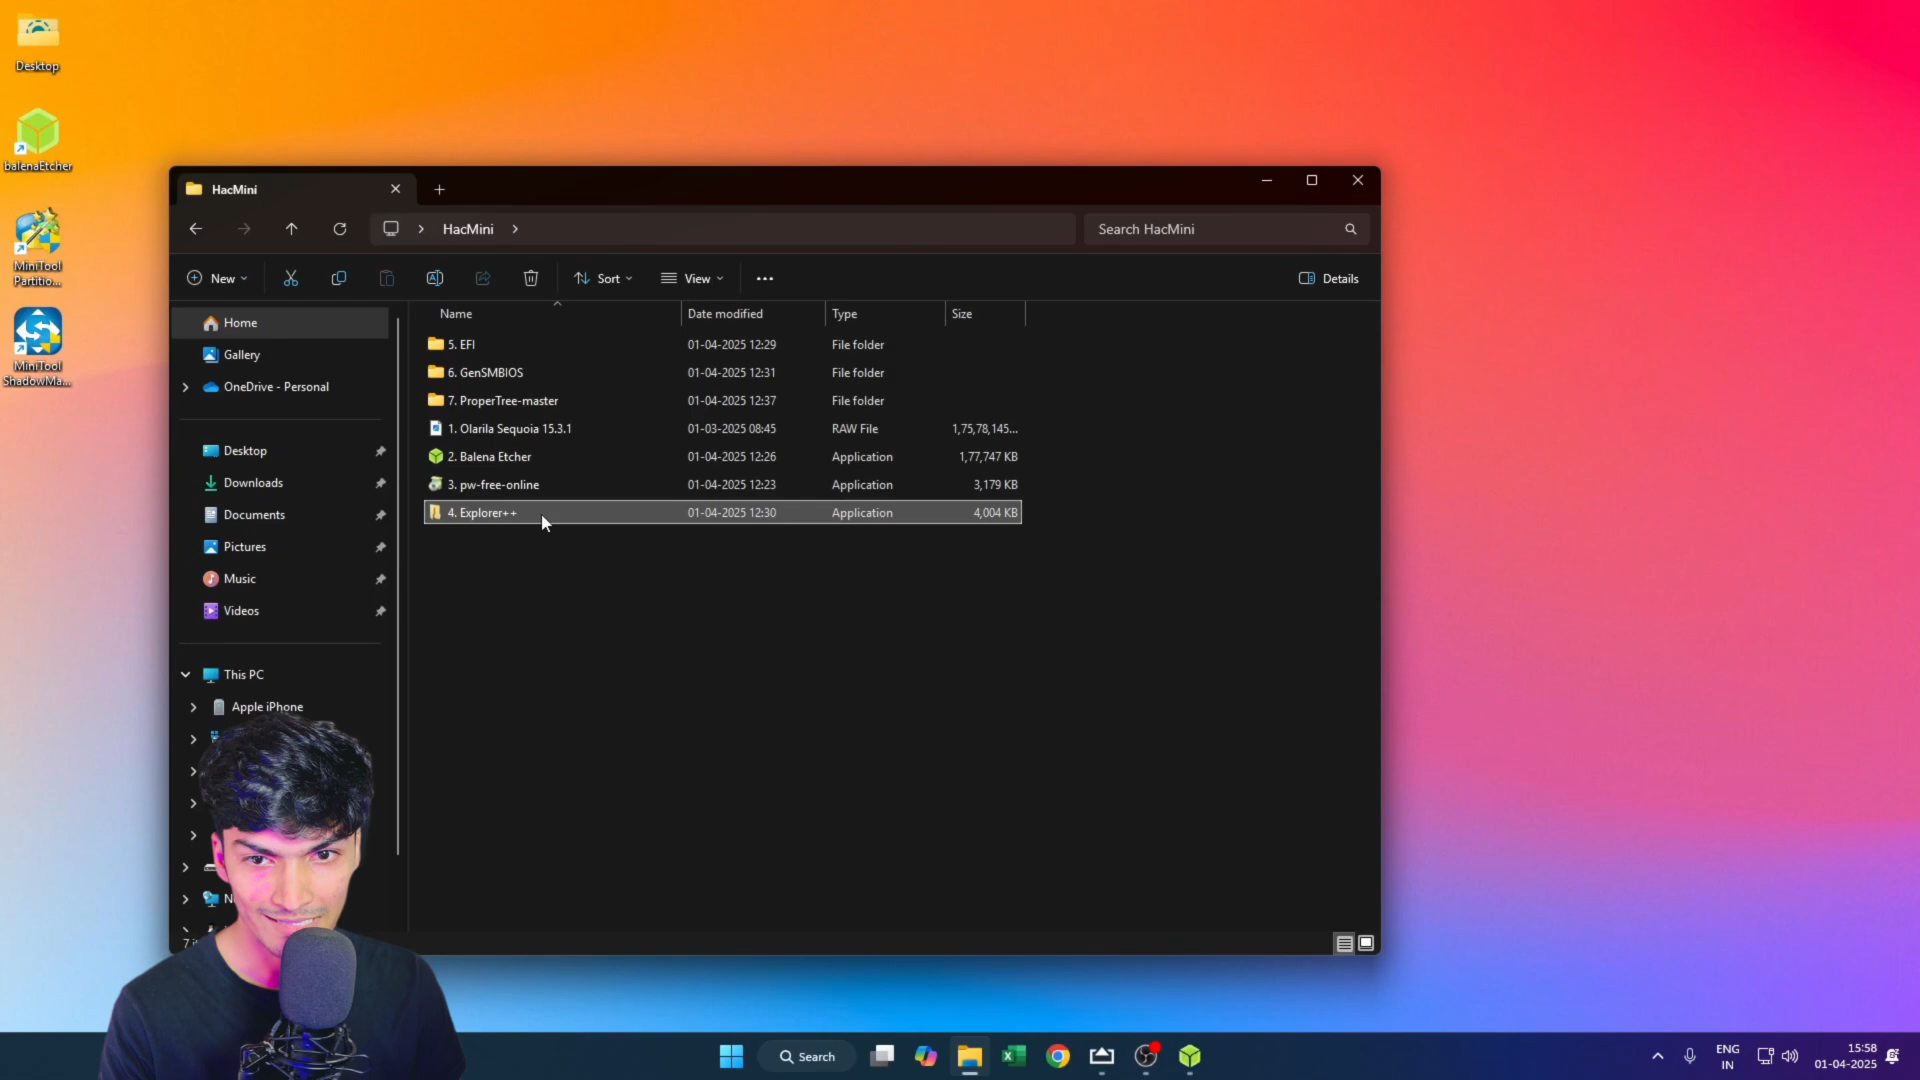 Desktop
balenaEtcher
MiniTool
Partitio...
MiniTool
ShadowMa...
HacMini
HacMini
Search HacMini
New
Sort
View
Details
Name
Date modified
Type
Size
Home
Gallery
OneDrive - Personal
Desktop
Downloads
Documents
Pictures
Music
Videos
This PC
Apple iPhone
5. EFI 01-04-2025 12:29 File folder
6. GenSMBIOS 01-04-2025 12:31 File folder
7. ProperTree-master 01-04-2025 12:37 File folder
1. Olarila Sequoia 15.3.1 01-03-2025 08:45 RAW File 1,75,78,145...
2. Balena Etcher 01-04-2025 12:26 Application 1,77,747 KB
3. pw-free-online 01-04-2025 12:23 Application 3,179 KB
4. Explorer++ 01-04-2025 12:30 Application 4,004 KB
Search
ENG
IN
15:58
01-04-2025